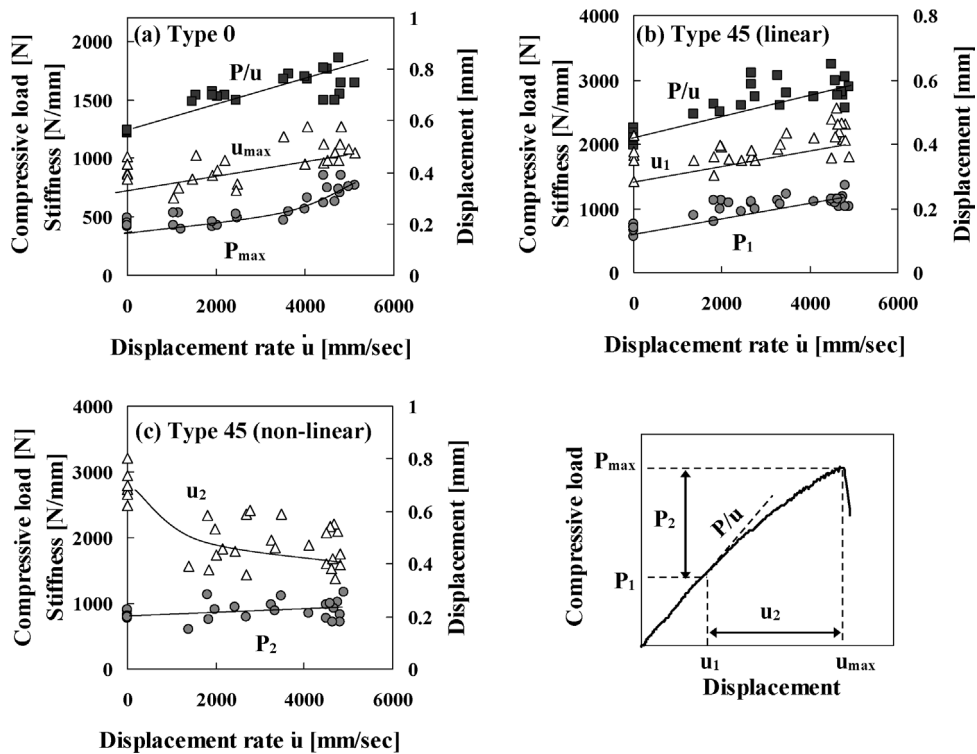 (a) Type 0
Compressive load [N]
Stiffness [N/mm]
2000
1500
1000
500
0
1
0.8
0.6
0.4
0.2
0
Displacement [mm]
P/u
umax
Pmax
0 2000 4000 6000
Displacement rate u̇ [mm/sec]
(b) Type 45 (linear)
Compressive load [N]
Stiffness [N/mm]
4000
3000
2000
1000
0
0.8
0.6
0.4
0.2
0
Displacement [mm]
P/u
u1
P1
0 2000 4000 6000
Displacement rate u̇ [mm/sec]
(c) Type 45 (non-linear)
Compressive load [N]
Stiffness [N/mm]
4000
3000
2000
1000
0
1
0.8
0.6
0.4
0.2
0
Displacement [mm]
u2
P2
0 2000 4000 6000
Displacement rate u̇ [mm/sec]
Compressive load
Pmax
P2
P/u
P1
u2
u1 umax
Displacement